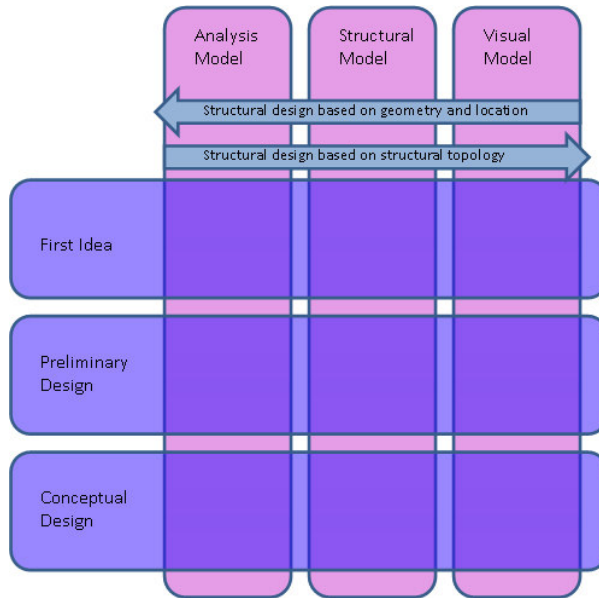 Analysis
Model
Structural
Model
Visual
Model
Structural design based on geometry and location
Structural design based on structural topology
First Idea
Preliminary
Design
Conceptual
Design